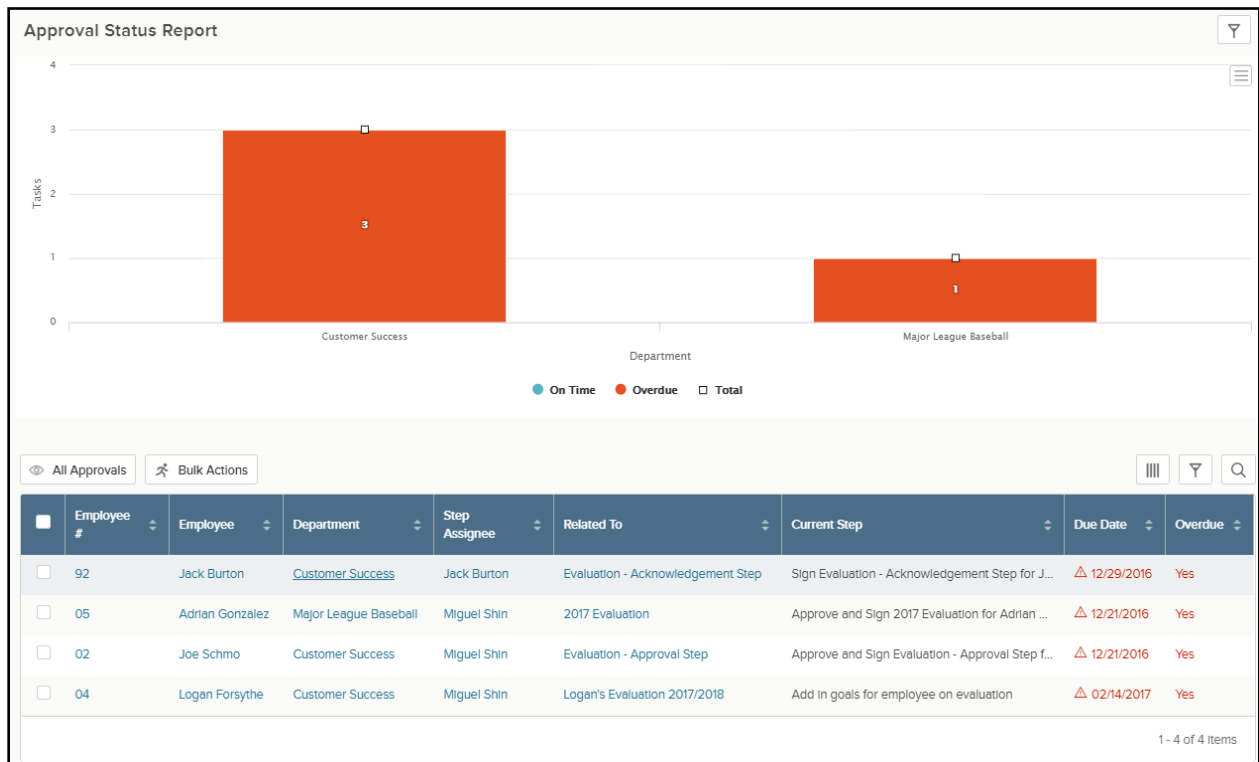 Approval Status Report
4
3
2
1
0
Tasks
3
1
Customer Success
Major League Baseball
Department
On Time Overdue Total
All Approvals Bulk Actions
Employee # Employee Department Step Assignee Related To Current Step Due Date Overdue
92 Jack Burton Customer Success Jack Burton Evaluation - Acknowledgement Step Sign Evaluation - Acknowledgement Step for J... 12/29/2016 Yes
05 Adrian Gonzalez Major League Baseball Miguel Shin 2017 Evaluation Approve and Sign 2017 Evaluation for Adrian ... 12/21/2016 Yes
02 Joe Schmo Customer Success Miguel Shin Evaluation - Approval Step Approve and Sign Evaluation - Approval Step f... 12/21/2016 Yes
04 Logan Forsythe Customer Success Miguel Shin Logan's Evaluation 2017/2018 Add in goals for employee on evaluation 02/14/2017 Yes
1 - 4 of 4 items